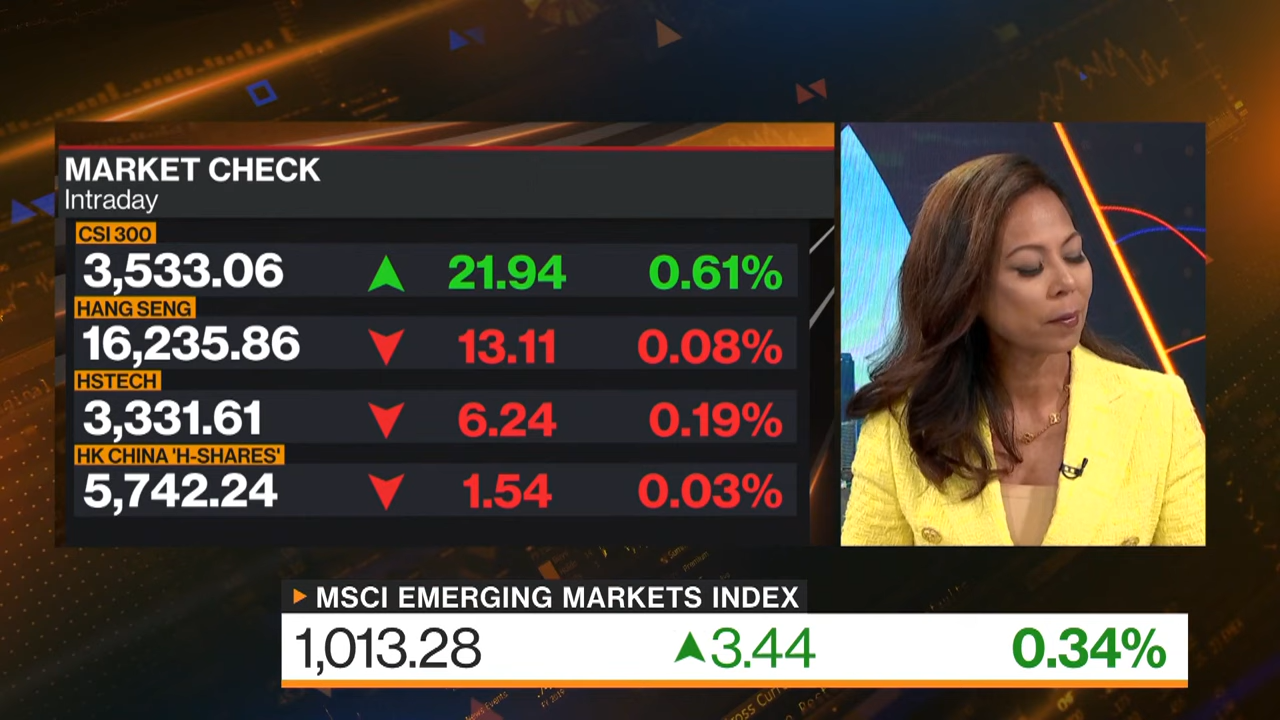 MARKET CHECK
Intraday
CSI 300
3,533.06 21.94 0.61%
HANG SENG
16,235.86 13.11 0.08%
HSTECH
3,331.61 6.24 0.19%
HK CHINA 'H-SHARES'
5,742.24 1.54 0.03%
MSCI EMERGING MARKETS INDEX
1,013.28 3.44 0.34%